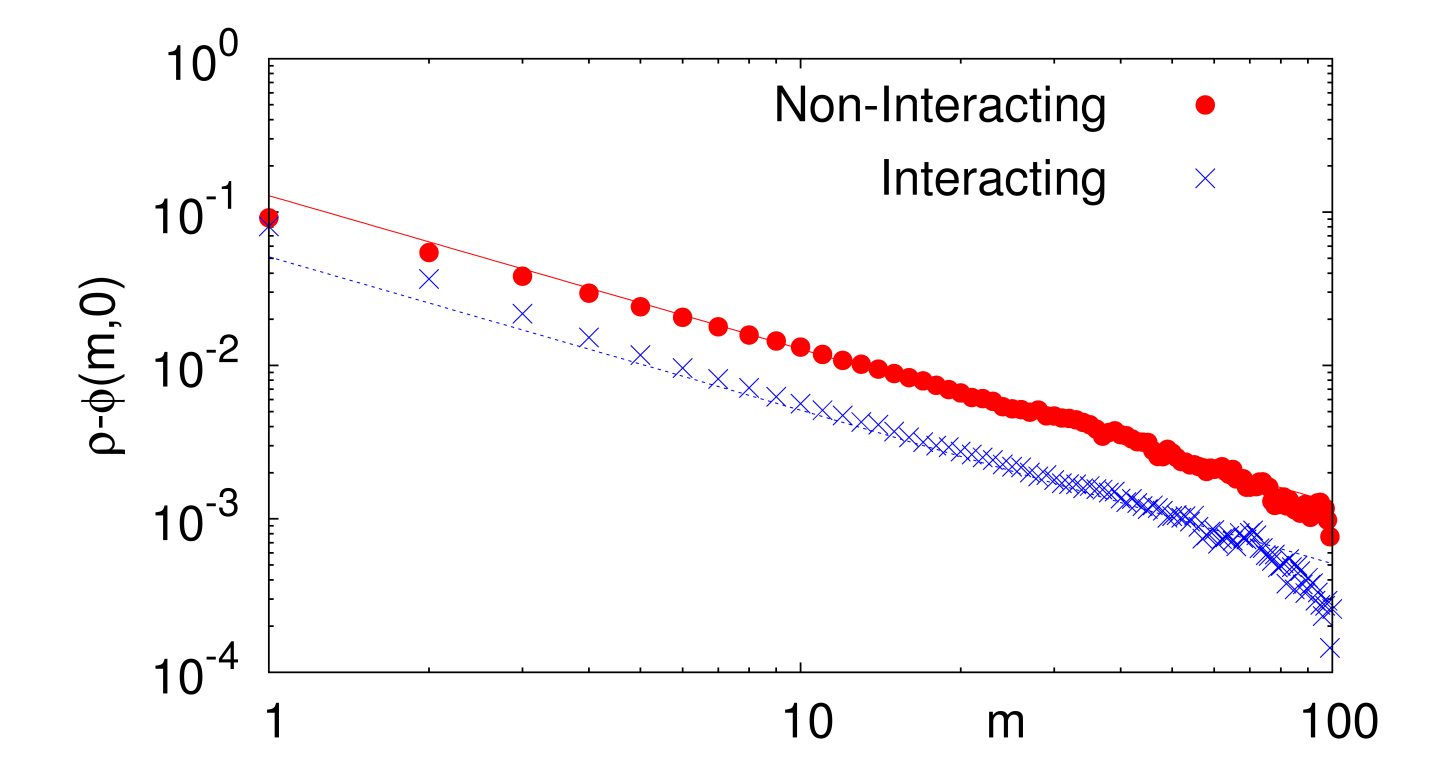 10^0
10^-1
10^-2
10^-3
10^-4
ρ-ϕ(m,0)
Non-Interacting
Interacting
1 10 m 100